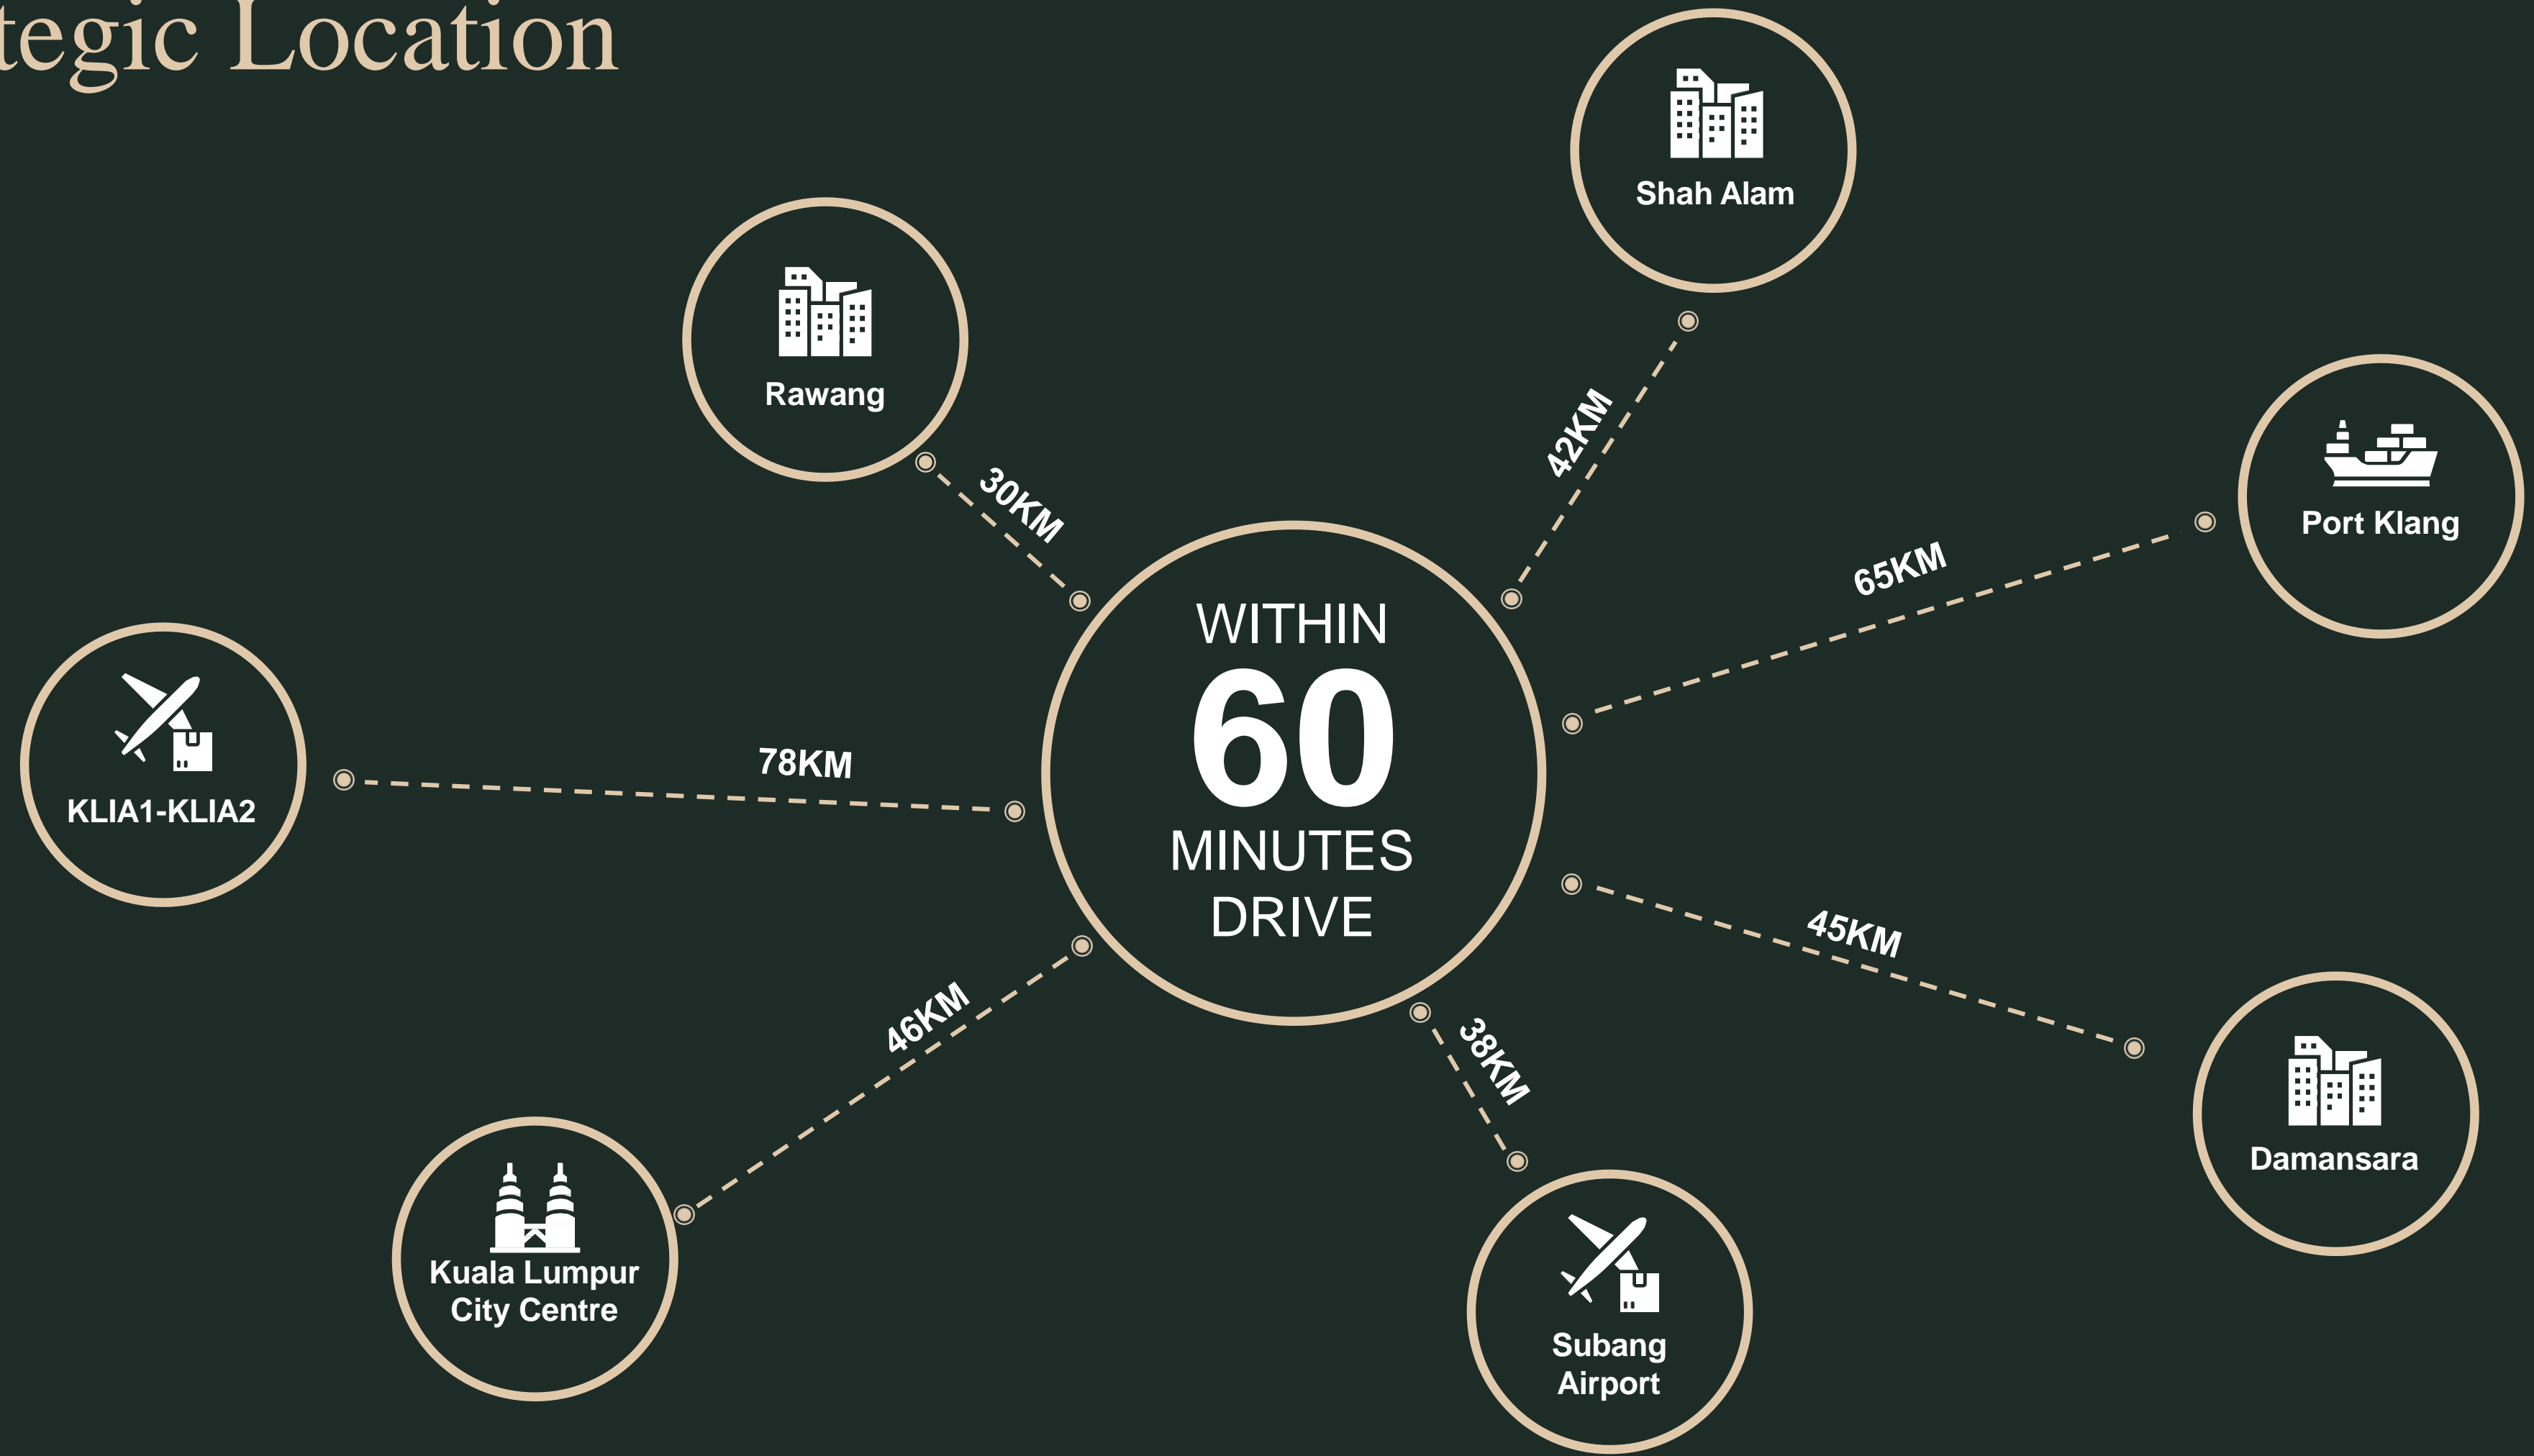 tegic Location
Shah Alam
Rawang
42KM
30KM
Port Klang
65KM
WITHIN
60
MINUTES
DRIVE
78KM
KLIA1-KLIA2
45KM
46KM
38KM
Damansara
Kuala Lumpur
City Centre
Subang
Airport